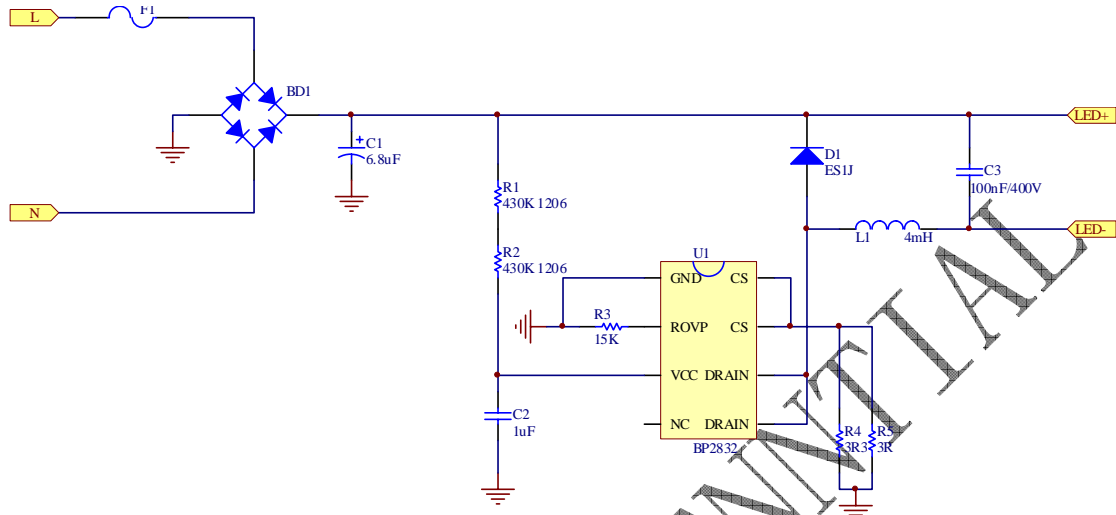 L
F1
BD1
LED+
+
C1
6.8uF
D1
ES1J
C3
100nF/400V
R1
430K 1206
N
LED-
L1 4mH
R2
430K 1206
U1
GND CS
R3
15K
ROVP CS
VCC DRAIN
C2
1uF
NC DRAIN
BP2832
R4
3R3
R5
3R